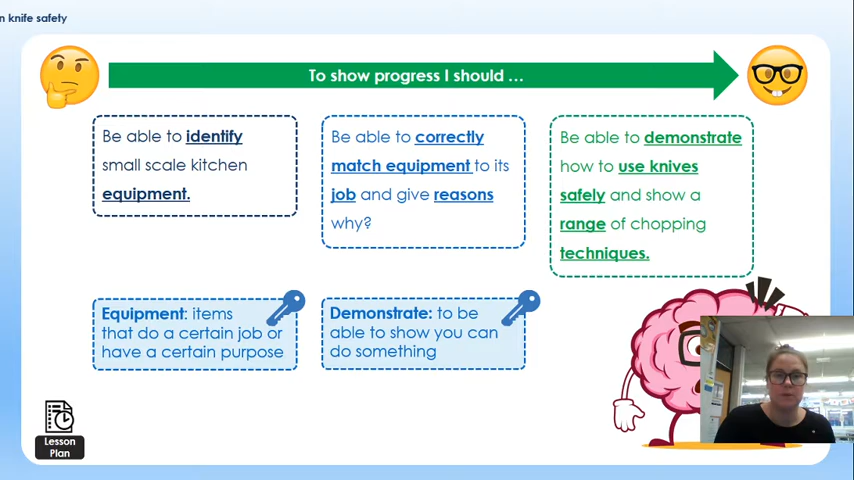 n knife safety
To show progress I should ...
Be able to identify
small scale kitchen
equipment.
Be able to correctly
match equipment to its
job and give reasons
why?
Be able to demonstrate
how to use knives
safely and show a
range of chopping
techniques.
Equipment: items
that do a certain job or
have a certain purpose
Demonstrate: to be
able to show you can
do something
Lesson
Plan